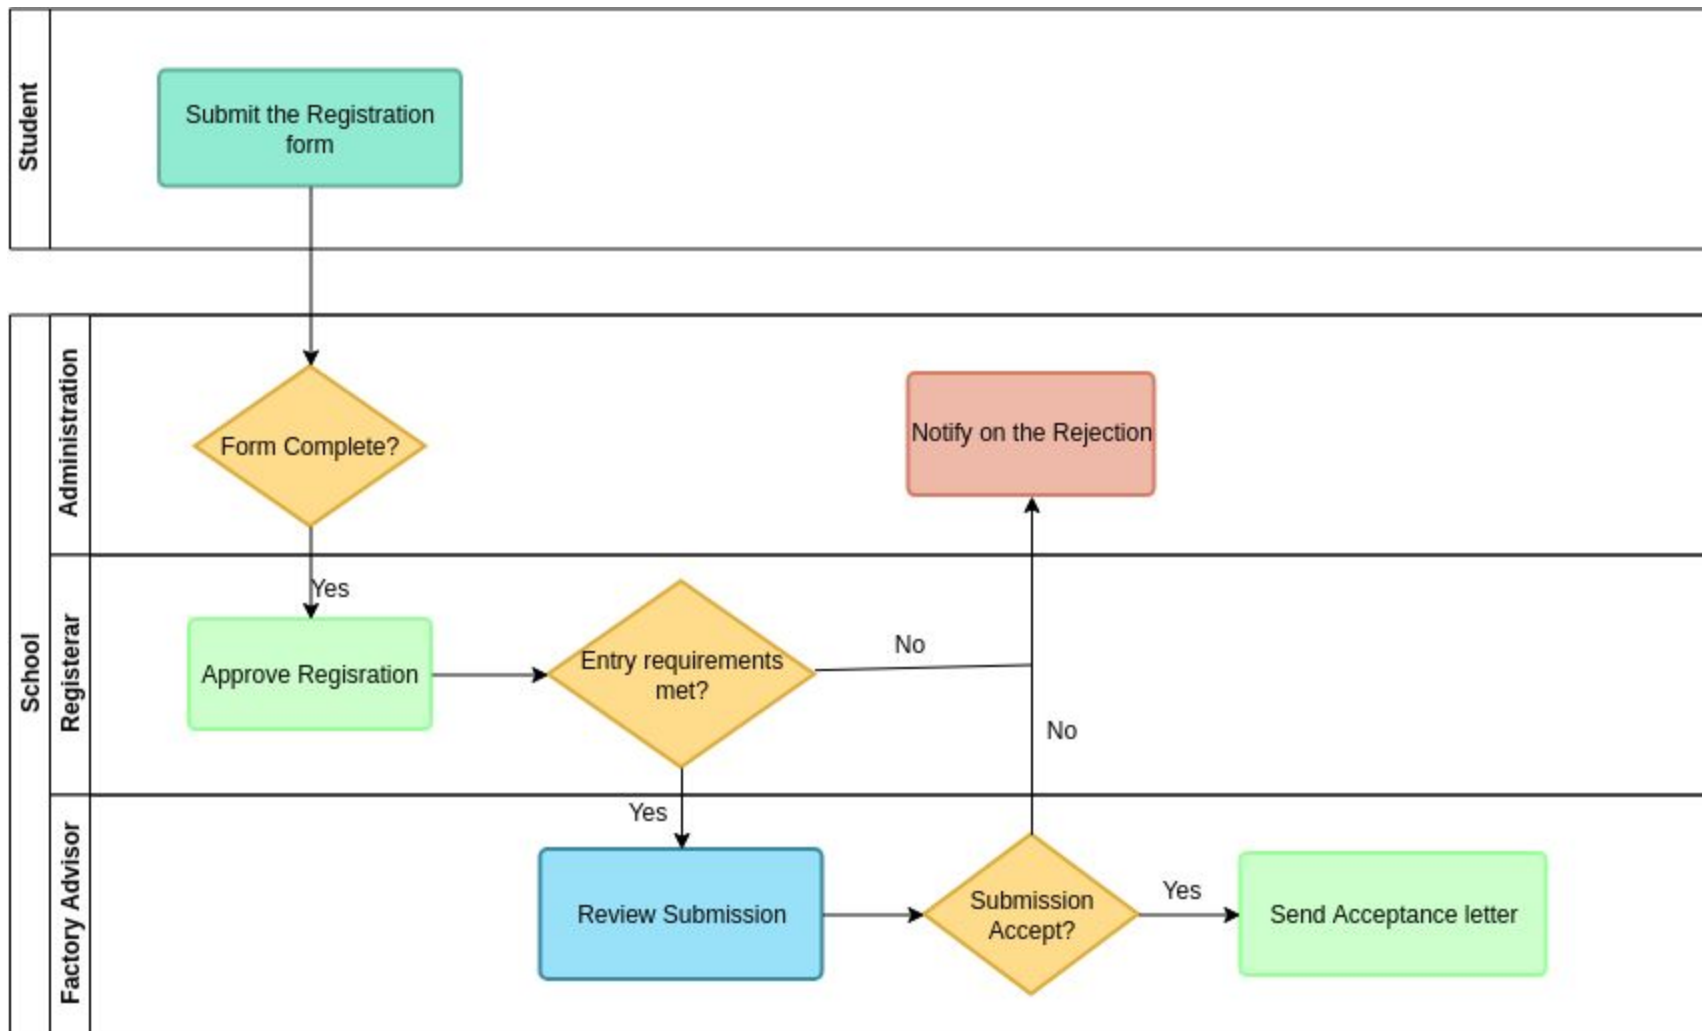 Student
Submit the Registration
form
School
Administration
Form Complete?
Notify on the Rejection
Registerar
Yes
Approve Regisration
Entry requirements
met?
No
No
Factory Advisor
Yes
Review Submission
Submission
Accept?
Yes
Send Acceptance letter